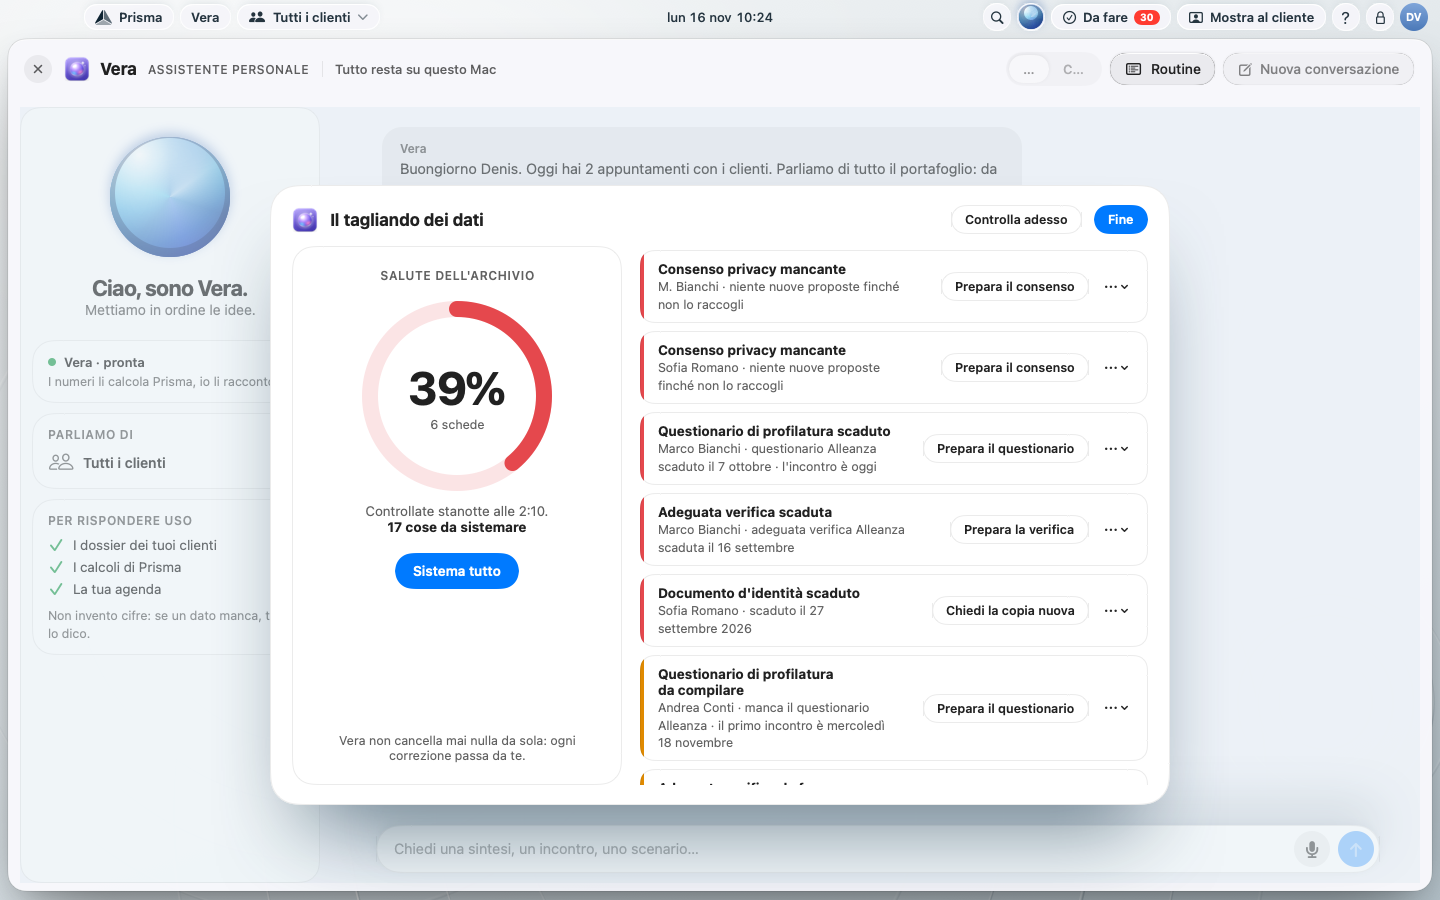 Prisma
Vera
Tutti i clienti
lun 16 nov 10:24
Da fare 30
Mostra al cliente
?
DV
Vera ASSISTENTE PERSONALE
Tutto resta su questo Mac
...
C...
Routine
Nuova conversazione
Ciao, sono Vera.
Mettiamo in ordine le idee.
Vera · pronta
I numeri li calcola Prisma, io li racconto
PARLIAMO DI
Tutti i clienti
PER RISPONDERE USO
I dossier dei tuoi clienti
I calcoli di Prisma
La tua agenda
Non invento cifre: se un dato manca, t
lo dico.
Vera
Buongiorno Denis. Oggi hai 2 appuntamenti con i clienti. Parliamo di tutto il portafoglio: da
Il tagliando dei dati
Controlla adesso
Fine
SALUTE DELL'ARCHIVIO
39%
6 schede
Controllate stanotte alle 2:10.
17 cose da sistemare
Sistema tutto
Vera non cancella mai nulla da sola: ogni
correzione passa da te.
Consenso privacy mancante
M. Bianchi · niente nuove proposte finché
non lo raccogli
Prepara il consenso
Consenso privacy mancante
Sofia Romano · niente nuove proposte
finché non lo raccogli
Prepara il consenso
Questionario di profilatura scaduto
Marco Bianchi · questionario Alleanza
scaduto il 7 ottobre · l'incontro è oggi
Prepara il questionario
Adeguata verifica scaduta
Marco Bianchi · adeguata verifica Alleanza
scaduta il 16 settembre
Prepara la verifica
Documento d'identità scaduto
Sofia Romano · scaduto il 27
settembre 2026
Chiedi la copia nuova
Questionario di profilatura
da compilare
Andrea Conti · manca il questionario
Alleanza · il primo incontro è mercoledì
18 novembre
Prepara il questionario
Chiedi una sintesi, un incontro, uno scenario...